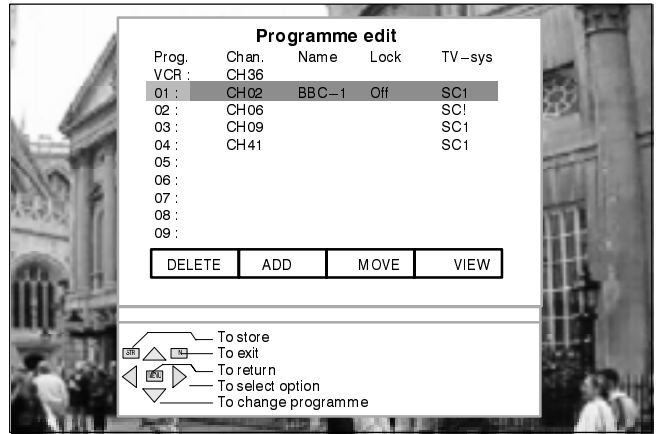 Programme edit
Prog. Chan. Name Lock TV–sys
VCR : CH36
01 : CH02 BBC–1 Off SC1
02 : CH06 SC!
03 : CH09 SC1
04 : CH41 SC1
05 :
06 :
07 :
08 :
09 :
DELETE ADD MOVE VIEW
To store
STR N To exit
MENU To return
To select option
To change programme